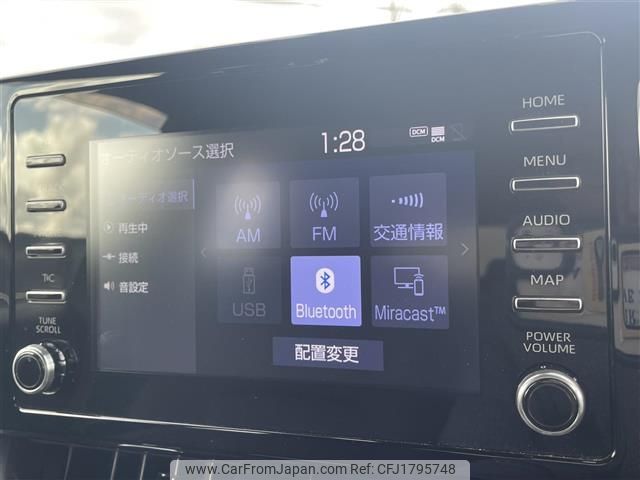 オーディオソース選択
1:28
DCM
DCM
オーディオ選択
再生中
接続
音設定
AM
FM
交通情報
USB
Bluetooth
Miracast™
配置変更
T·C
TUNE
SCROLL
HOME
MENU
AUDIO
MAP
POWER
VOLUME
www.CarFromJapan.com - CFJ1795748